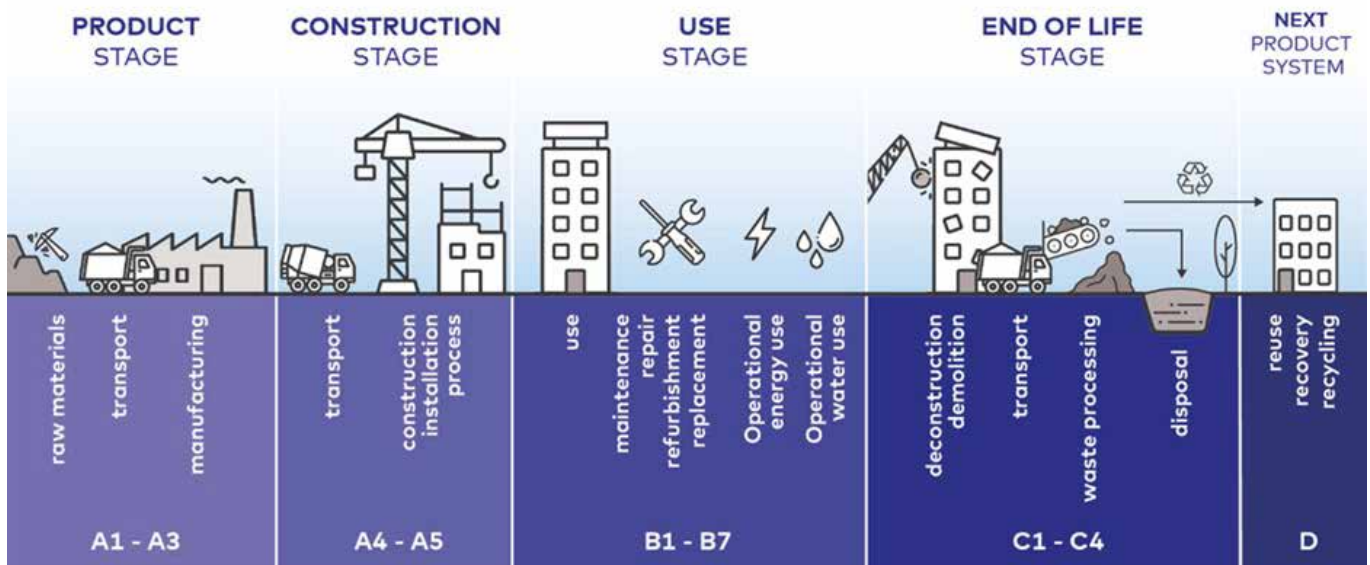 PRODUCT
STAGE
CONSTRUCTION
STAGE
USE
STAGE
END OF LIFE
STAGE
NEXT
PRODUCT
SYSTEM
raw materials
transport
manufacturing
transport
construction
installation
process
use
maintenance
repair
refurbishment
replacement
Operational
energy use
Operational
water use
deconstruction
demolition
transport
waste processing
disposal
reuse
recovery
recycling
A1 - A3
A4 - A5
B1 - B7
C1 - C4
D